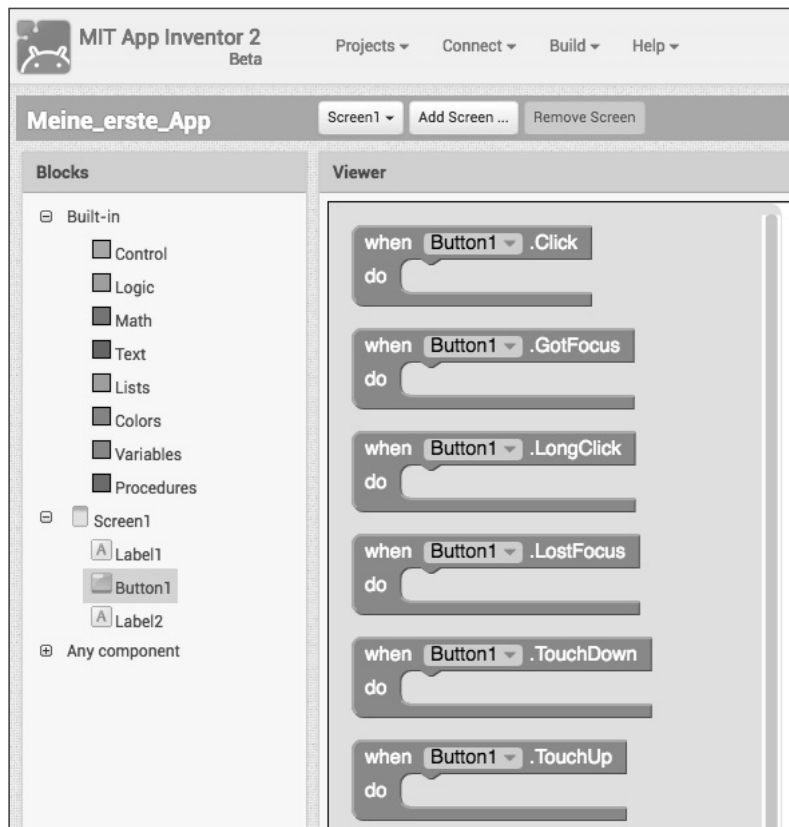 MIT App Inventor 2
Beta
Projects Connect Build Help
Meine_erste_App
Screen1 Add Screen ... Remove Screen
Blocks
Viewer
Built-in
Control
Logic
Math
Text
Lists
Colors
Variables
Procedures
Screen1
A Label1
Button1
A Label2
Any component
when Button1 .Click
do
when Button1 .GotFocus
do
when Button1 .LongClick
do
when Button1 .LostFocus
do
when Button1 .TouchDown
do
when Button1 .TouchUp
do